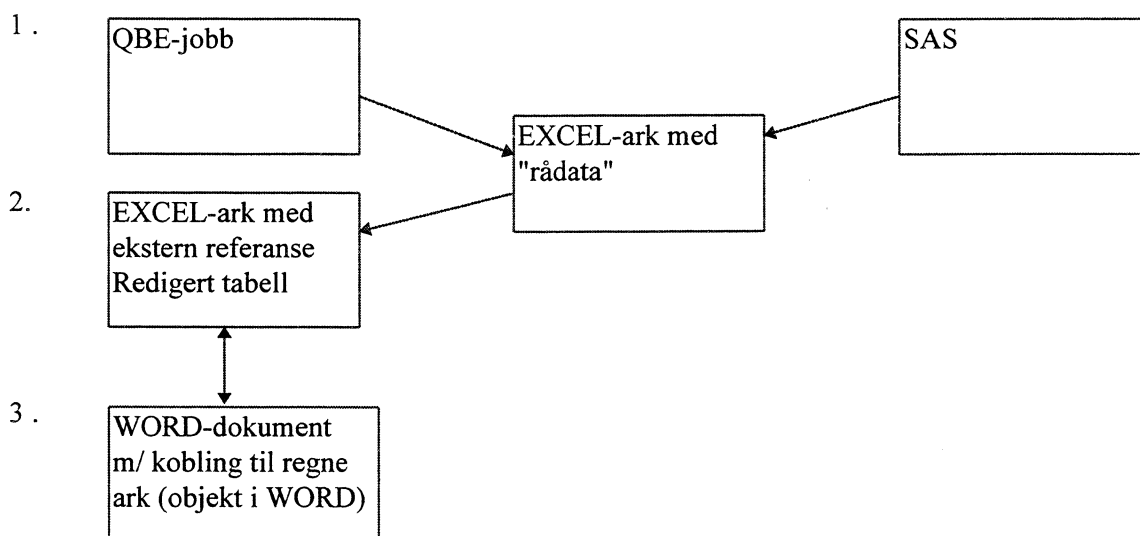 1 .
QBE-jobb
SAS
EXCEL-ark med
"rådata"
2.
EXCEL-ark med
ekstern referanse
Redigert tabell
3 .
WORD-dokument
m/ kobling til regne
ark (objekt i WORD)